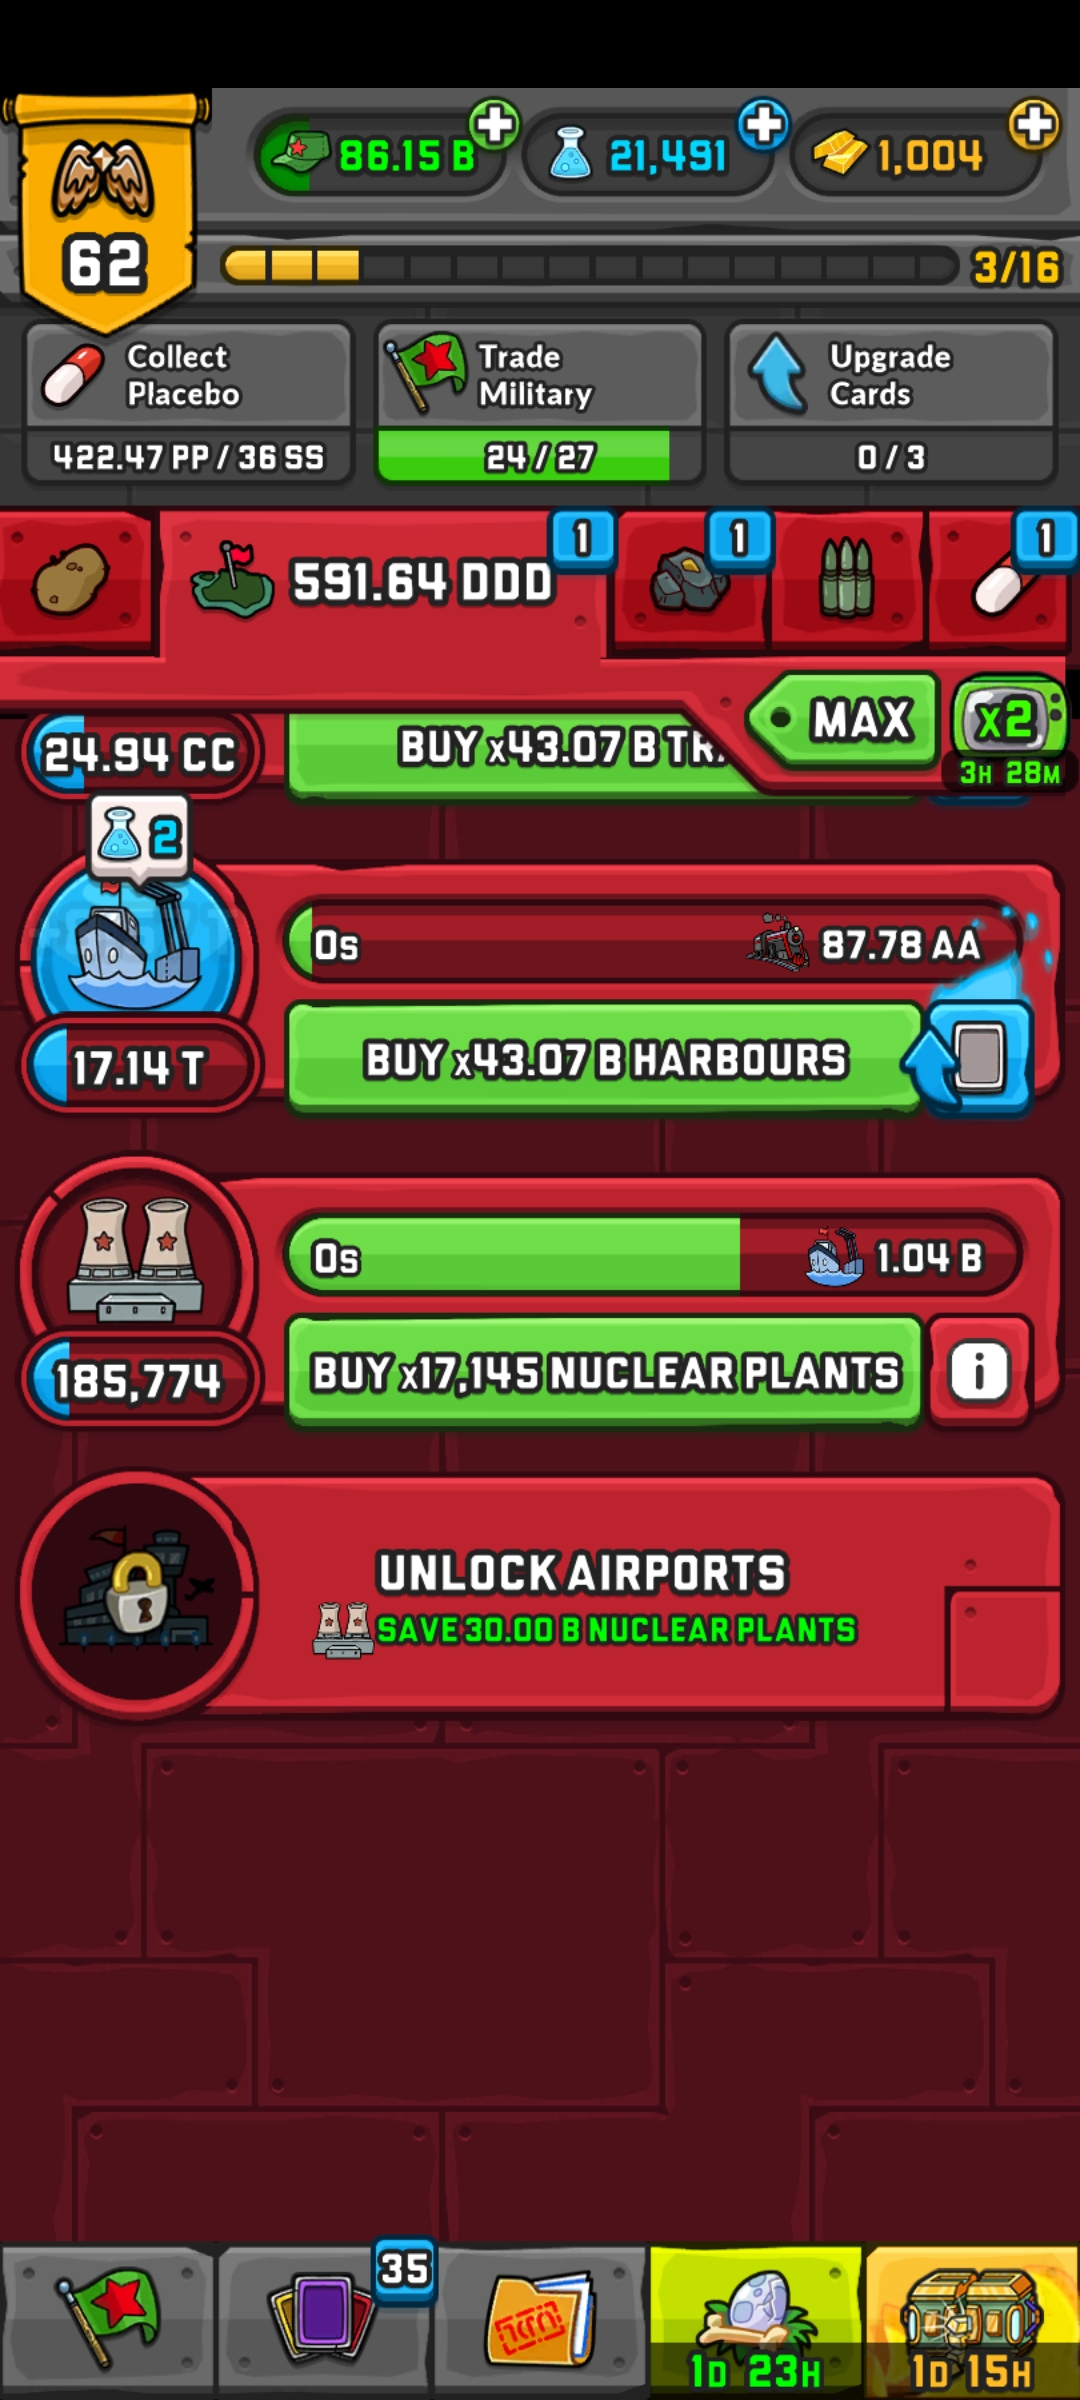 86.15 B
21,491
1,004
62
3/16
Collect
Placebo
422.47 PP / 36 SS
Trade
Military
24 / 27
Upgrade
Cards
0 / 3
591.64 DDD
1
1
1
MAX
x2
3H 28M
24.94 CC
BUY x43.07 B TR
2
0s
87.78 AA
17.14 T
BUY x43.07 B HARBOURS
0s
1.04 B
185,774
BUY x17,145 NUCLEAR PLANTS
i
UNLOCK AIRPORTS
SAVE 30.00 B NUCLEAR PLANTS
35
1D 23H
1D 15H